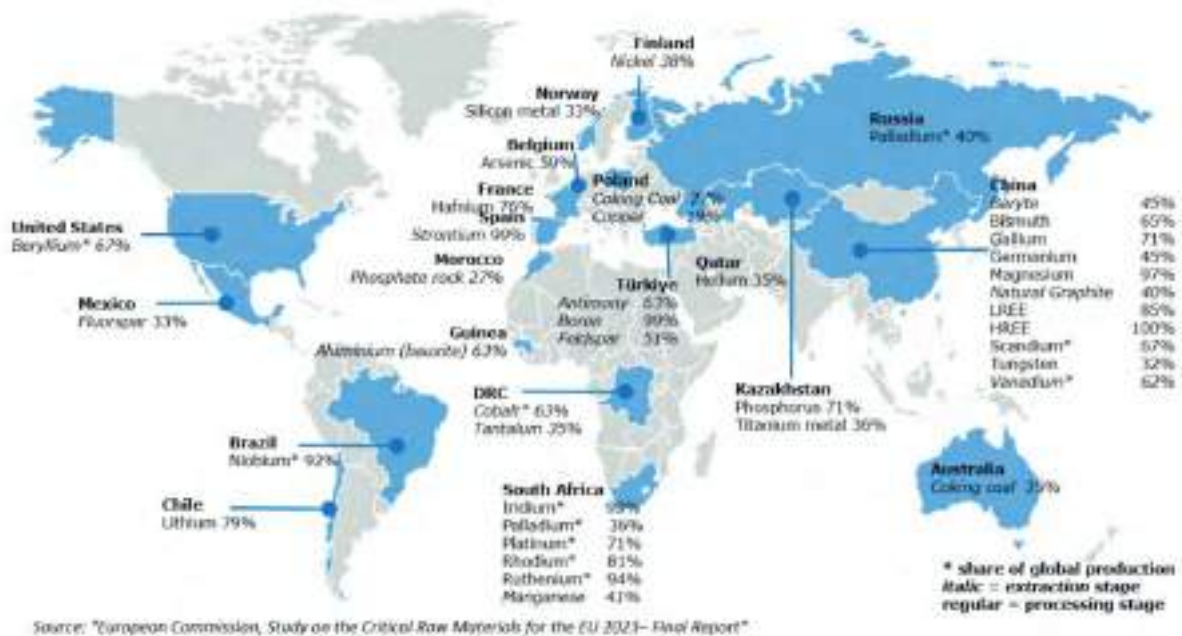 Finland
Nickel 38%
Norway
Silicon metal 33%
Russia
Palladium* 40%
Belgium
Arsenic 59%
France
Hafnium 76%
Poland
Coking Coal
Copper 19%
Spain
Strontium 99%
United States
Beryllium* 67%
Morocco
Phosphate rock 27%
Qatar
Helium 35%
China
Baryte 45%
Bismuth 65%
Gallium 71%
Germanium 45%
Magnesium 97%
Natural Graphite 40%
LREE 85%
HREE 100%
Scandium* 67%
Tungsten 32%
Vanadium* 62%
Mexico
Fluorspar 33%
Türkiye
Antimony 63%
Boron 99%
Feldspar 51%
Guinea
Aluminium (bauxite) 63%
DRC
Cobalt* 63%
Tantalum 35%
Kazakhstan
Phosphorus 71%
Titanium metal 36%
Brazil
Niobium* 92%
Chile
Lithium 79%
South Africa
Iridium* 93%
Palladium* 36%
Platinum* 71%
Rhodium* 81%
Ruthenium* 94%
Manganese 41%
Australia
Coking coal 25%
* share of global production
italic = extraction stage
regular = processing stage
Source: "European Commission, Study on the Critical Raw Materials for the EU 2023– Final Report"